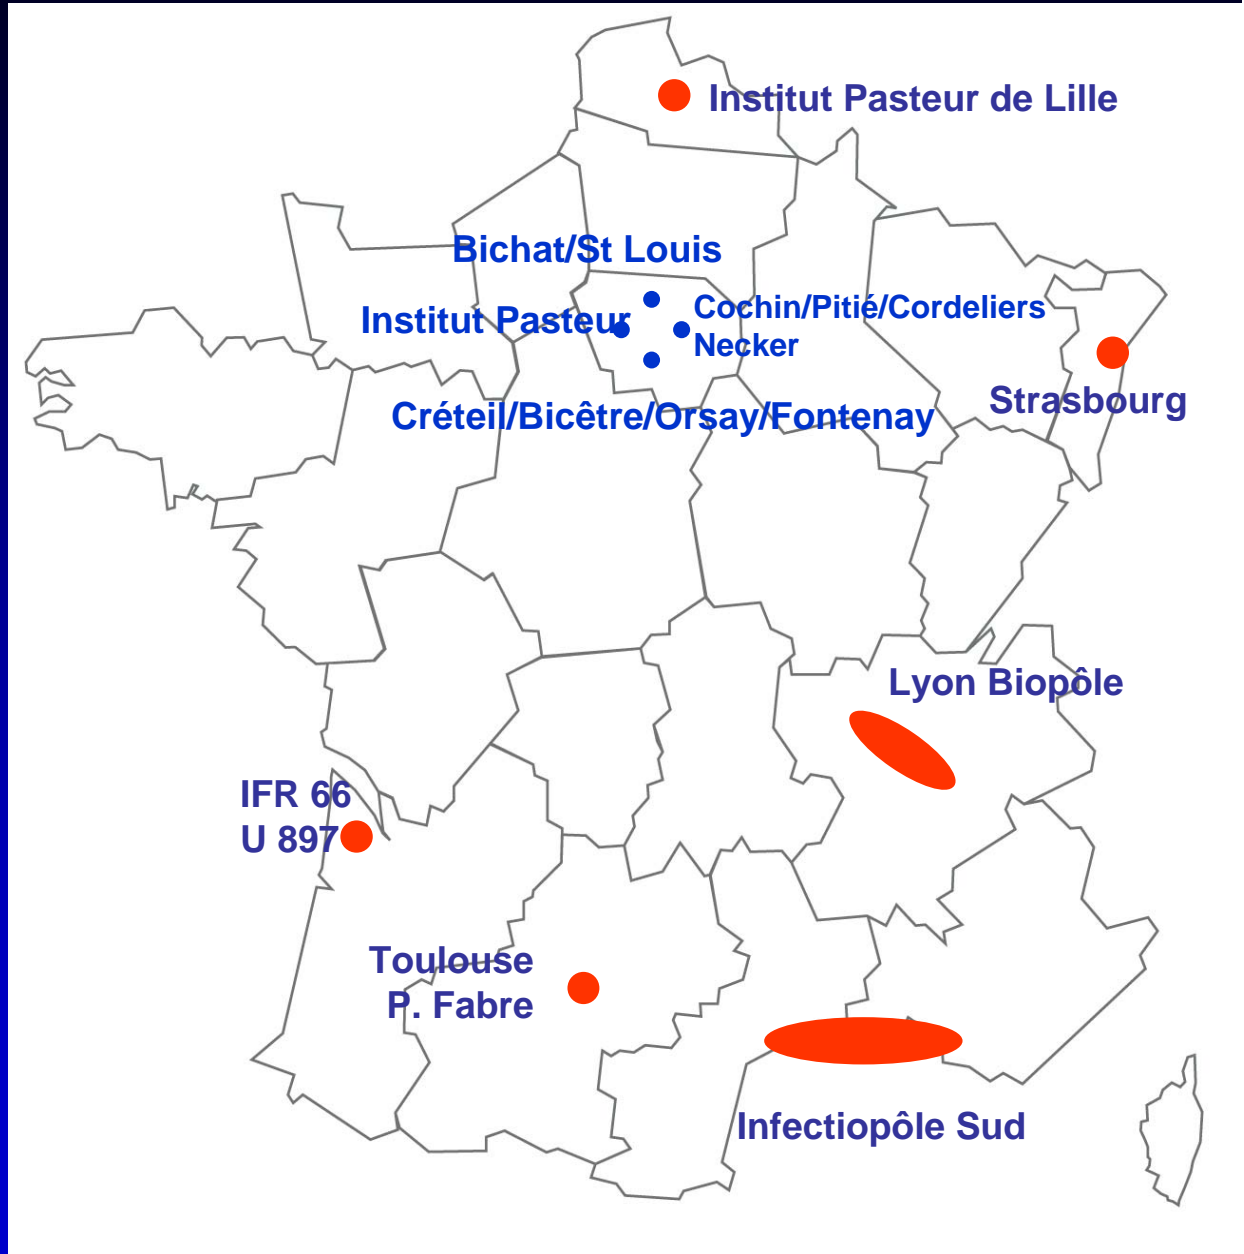 Institut Pasteur de Lille
Bichat/St Louis
Institut Pasteur
Cochin/Pitié/Cordeliers
Necker
Créteil/Bicêtre/Orsay/Fontenay
Strasbourg
Lyon Biopôle
IFR 66
U 897
Toulouse
P. Fabre
Infectiopôle Sud